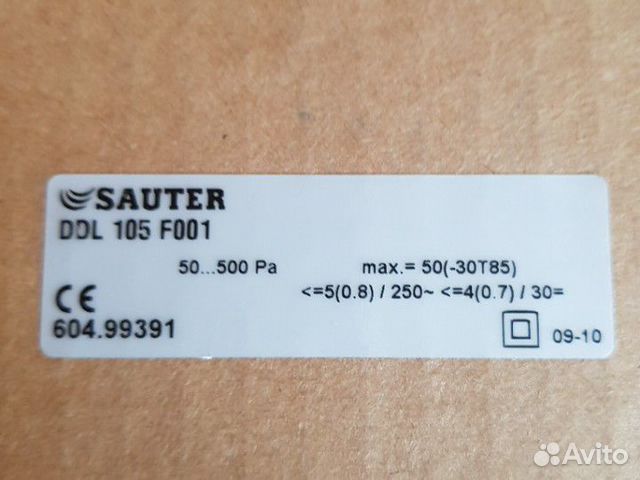 SAUTER
DDL 105 F001
50...500 Pa max.= 50(-30T85)
<=5(0.8) / 250~ <=4(0.7) / 30=
CE
604.99391
09-10
Avito